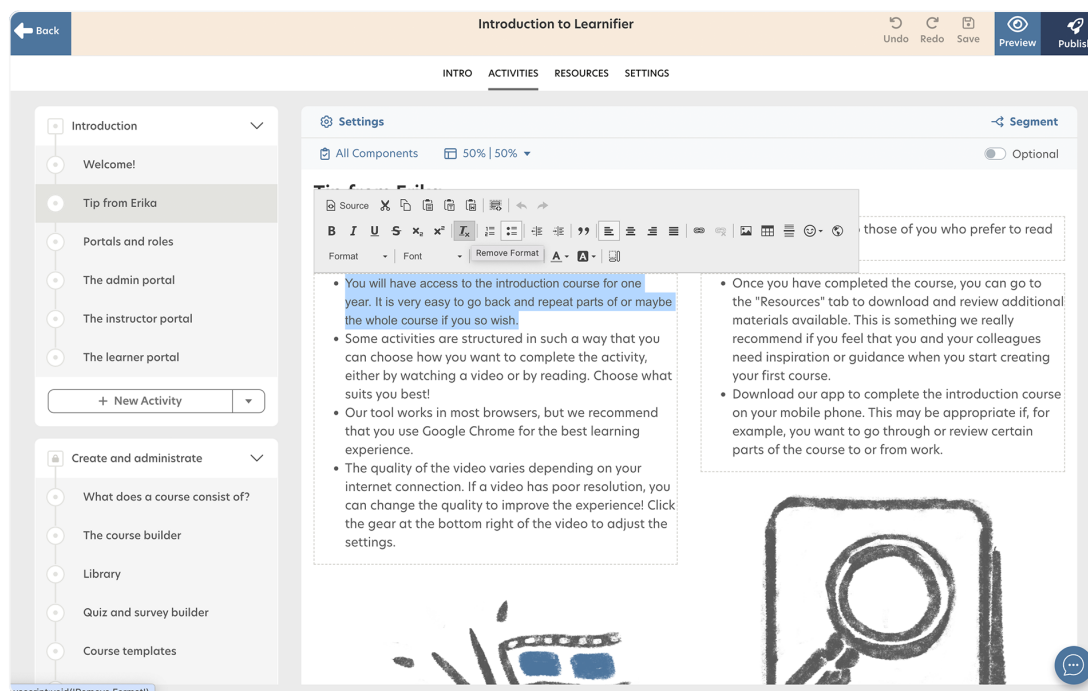 Back
Introduction to Learnifier
Undo
Redo
Save
Preview
Publis
INTRO
ACTIVITIES
RESOURCES
SETTINGS
Introduction
Welcome!
Tip from Erika
Portals and roles
The admin portal
The instructor portal
The learner portal
+ New Activity
Create and administrate
What does a course consist of?
The course builder
Library
Quiz and survey builder
Course templates
Settings
Segment
All Components
50% | 50%
Optional
Tip from Erika
Source
B I U S x₂ x² Tx
Format
Font
Remove Format
A
A
those of you who prefer to read
• You will have access to the introduction course for one
year. It is very easy to go back and repeat parts of or maybe
the whole course if you so wish.
• Some activities are structured in such a way that you
can choose how you want to complete the activity,
either by watching a video or by reading. Choose what
suits you best!
• Our tool works in most browsers, but we recommend
that you use Google Chrome for the best learning
experience.
• The quality of the video varies depending on your
internet connection. If a video has poor resolution, you
can change the quality to improve the experience! Click
the gear at the bottom right of the video to adjust the
settings.
• Once you have completed the course, you can go to
the "Resources" tab to download and review additional
materials available. This is something we really
recommend if you feel that you and your colleagues
need inspiration or guidance when you start creating
your first course.
• Download our app to complete the introduction course
on your mobile phone. This may be appropriate if, for
example, you want to go through or review certain
parts of the course to or from work.